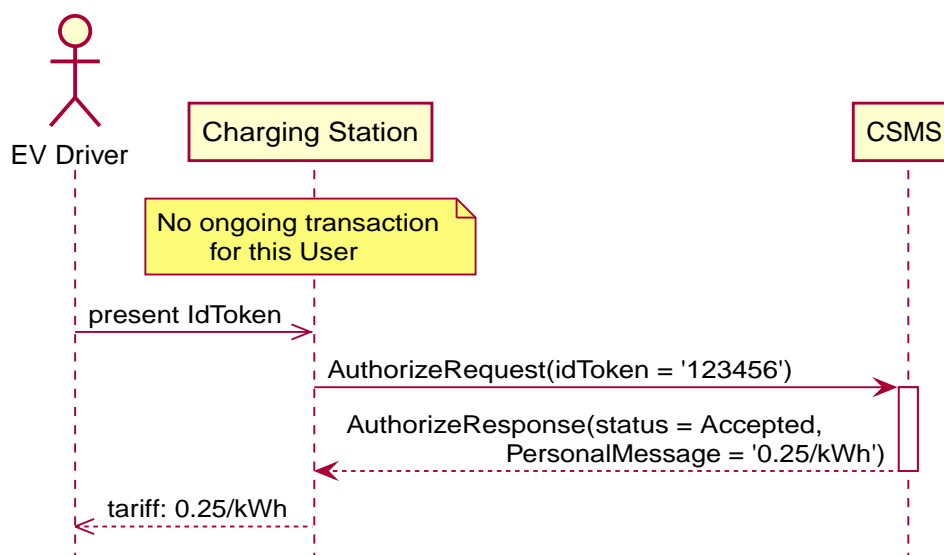 EV Driver
Charging Station
CSMS
No ongoing transaction
for this User
present IdToken
AuthorizeRequest(idToken = '123456')
AuthorizeResponse(status = Accepted,
PersonalMessage = '0.25/kWh')
tariff: 0.25/kWh